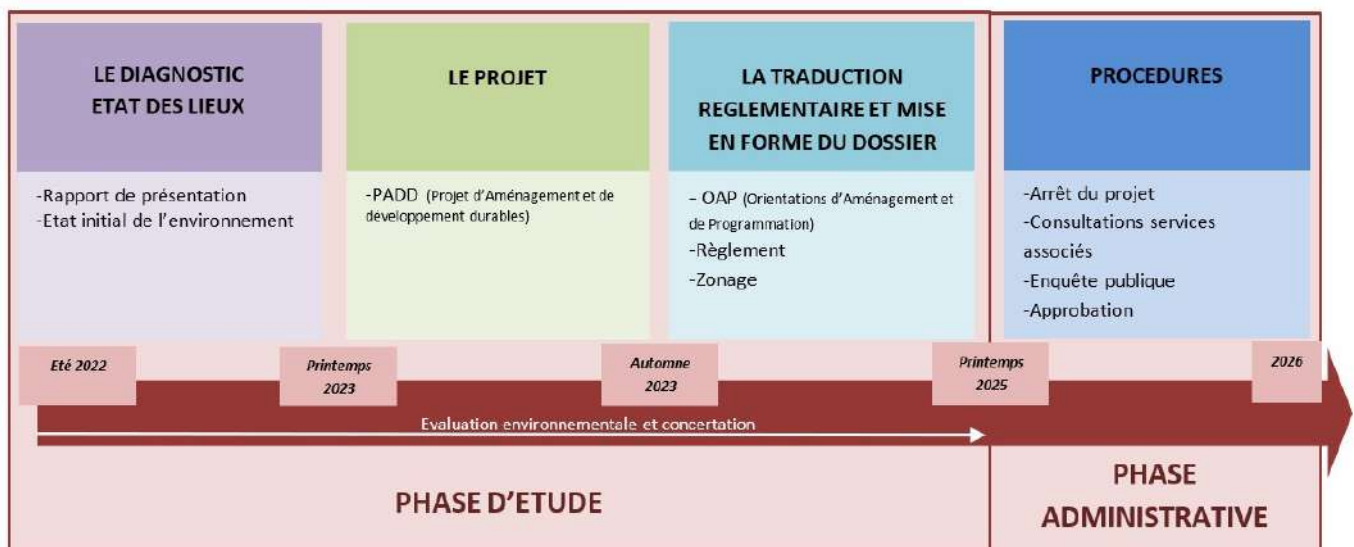 LE DIAGNOSTIC
ETAT DES LIEUX
-Rapport de présentation
-Etat initial de l'environnement
LE PROJET
-PADD (Projet d'Aménagement et de
développement durables)
LA TRADUCTION
REGLEMENTAIRE ET MISE
EN FORME DU DOSSIER
- OAP (Orientations d'Aménagement et
de Programmation)
-Règlement
-Zonage
PROCEDURES
-Arrêt du projet
-Consultations services
associés
-Enquête publique
-Approbation
Eté 2022
Printemps
2023
Automne
2023
Printemps
2025
2026
Evaluation environnementale et concertation
PHASE D'ETUDE
PHASE
ADMINISTRATIVE